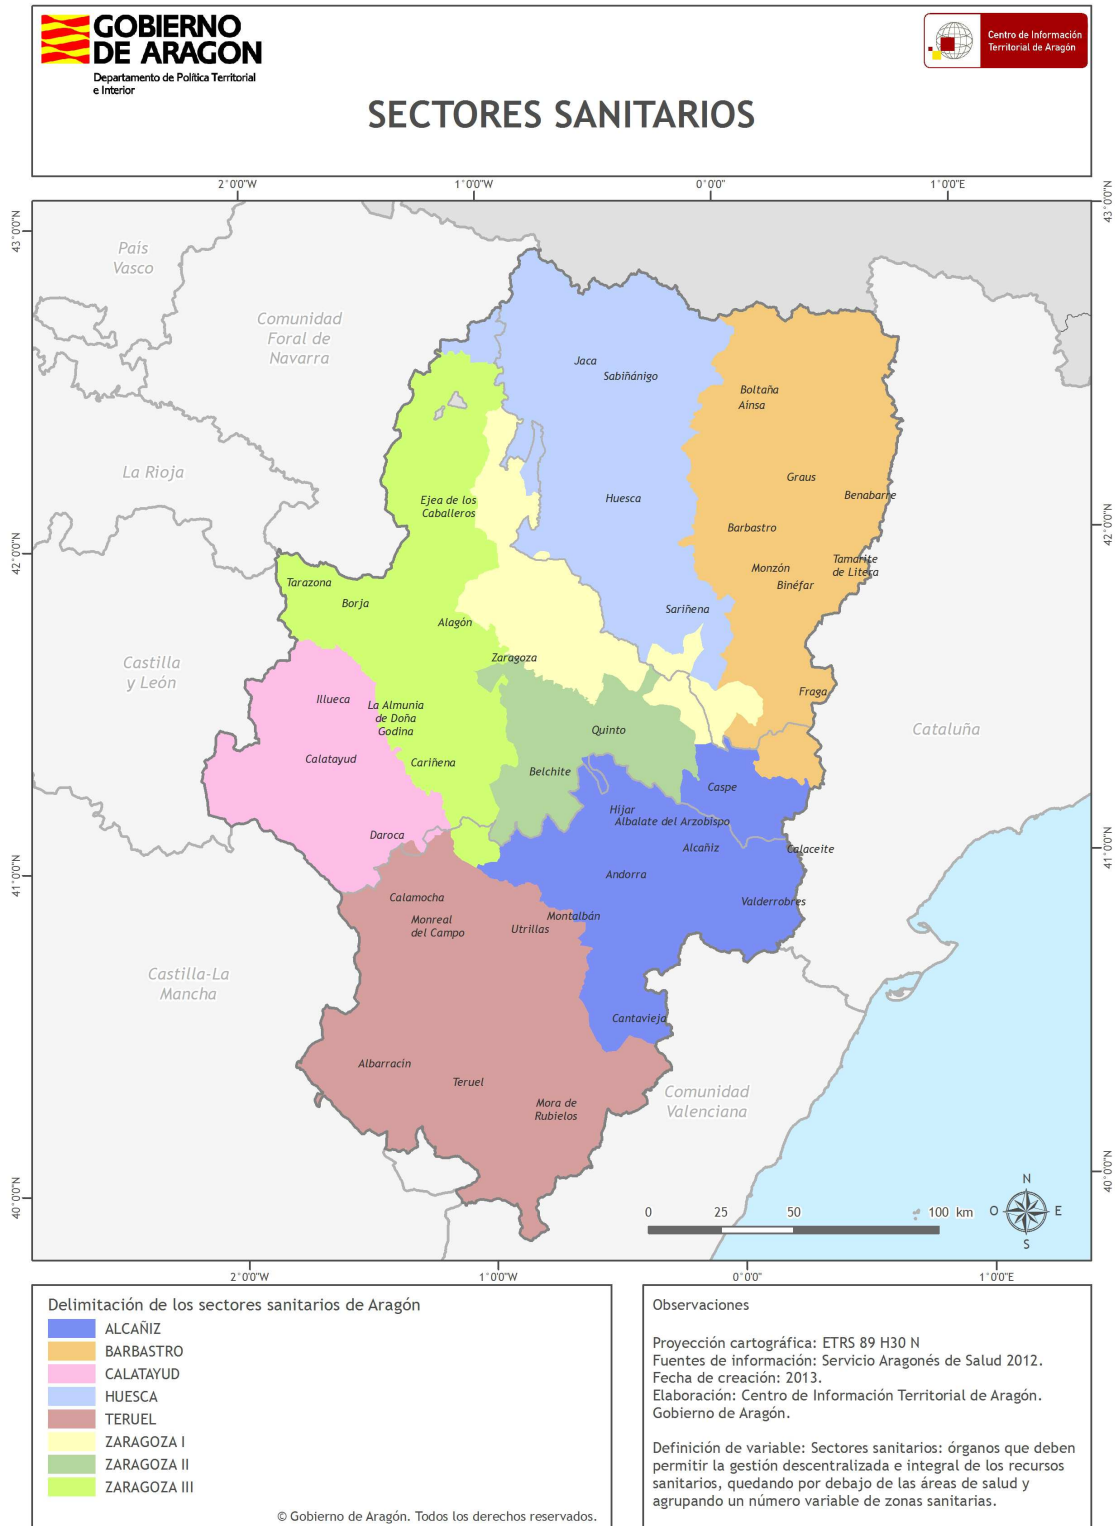 GOBIERNO
DE ARAGON
Departamento de Política Territorial
e Interior
Centro de Información
Territorial de Aragón
SECTORES SANITARIOS
2°0'0"W
1°0'0"W
0°0'0"
1°0'0"E
43°0'0"N
43°0'0"N
País
Vasco
Comunidad
Foral de
Navarra
Jaca
Sabiñánigo
Boltaña
Aínsa
La Rioja
Graus
Benabarre
Ejea de los
Caballeros
Huesca
Barbastro
42°0'0"N
42°0'0"N
Tamarite
de Litera
Monzón
Binéfar
Tarazona
Borja
Alagón
Sariñena
Zaragoza
Castilla
y León
Illueca
La Almunia
de Doña
Godina
Fraga
Quinto
Cataluña
Calatayud
Cariñena
Belchite
Caspe
Híjar
Albalate del Arzobispo
Daroca
Alcañiz
Calaceite
41°0'0"N
41°0'0"N
Andorra
Calamocha
Valderrobres
Monreal
del Campo
Montalbán
Utrillas
Castilla-La
Mancha
Cantavieja
Albarracín
Teruel
Mora de
Rubielos
Comunidad
Valenciana
40°0'0"N
40°0'0"N
0
25
50
100 km
N
O
E
S
2°0'0"W
1°0'0"W
0°0'0"
1°0'0"E
Delimitación de los sectores sanitarios de Aragón
ALCAÑIZ
BARBASTRO
CALATAYUD
HUESCA
TERUEL
ZARAGOZA I
ZARAGOZA II
ZARAGOZA III
© Gobierno de Aragón. Todos los derechos reservados.
Observaciones
Proyección cartográfica: ETRS 89 H30 N
Fuentes de información: Servicio Aragonés de Salud 2012.
Fecha de creación: 2013.
Elaboración: Centro de Información Territorial de Aragón.
Gobierno de Aragón.
Definición de variable: Sectores sanitarios: órganos que deben
permitir la gestión descentralizada e integral de los recursos
sanitarios, quedando por debajo de las áreas de salud y
agrupando un número variable de zonas sanitarias.